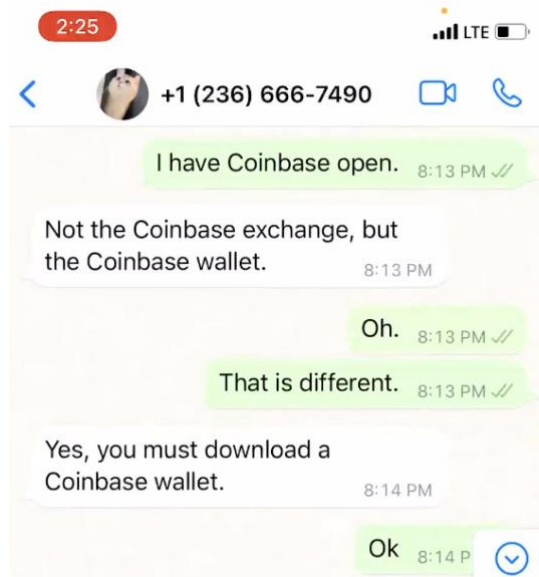 2:25
LTE
+1 (236) 666-7490
I have Coinbase open. 8:13 PM
Not the Coinbase exchange, but
the Coinbase wallet. 8:13 PM
Oh. 8:13 PM
That is different. 8:13 PM
Yes, you must download a
Coinbase wallet. 8:14 PM
Ok 8:14 P